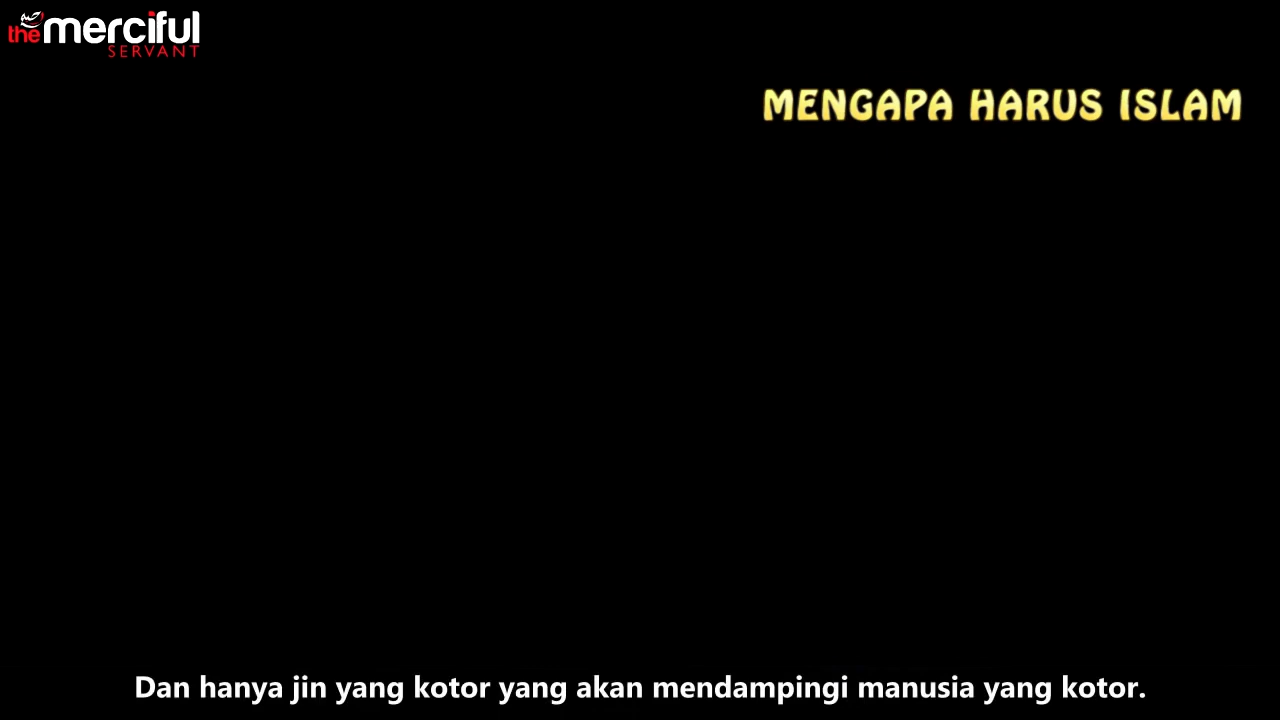 the merciful
SERVANT
MENGAPA HARUS ISLAM
Dan hanya jin yang kotor yang akan mendampingi manusia yang kotor.